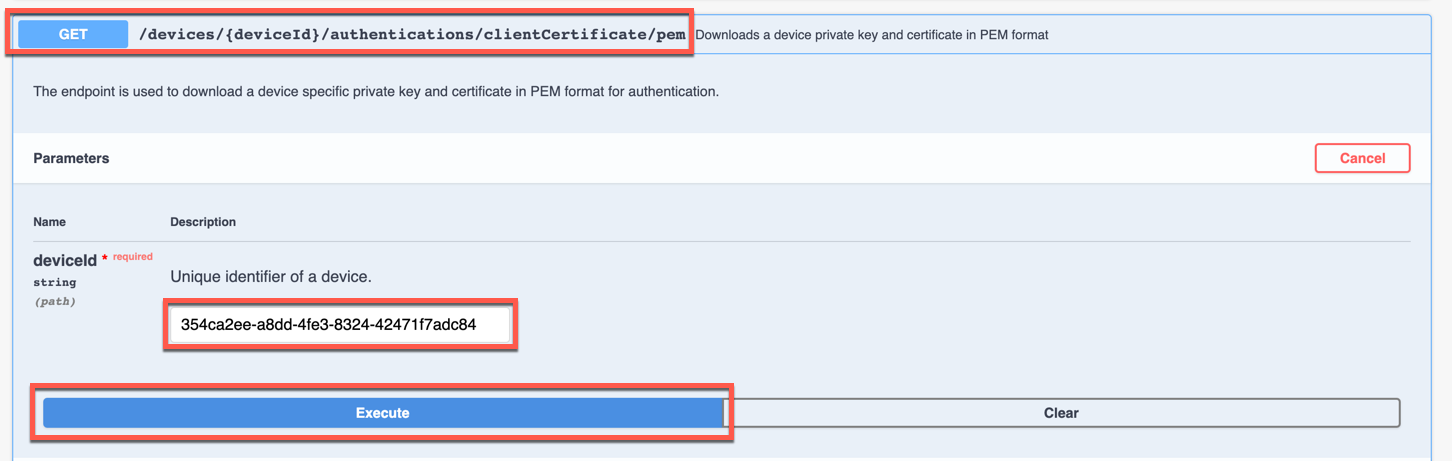 GET /devices/{deviceId}/authentications/clientCertificate/pem Downloads a device private key and certificate in PEM format
The endpoint is used to download a device specific private key and certificate in PEM format for authentication.
Parameters Cancel
Name Description
deviceId * required
string
(path)
Unique identifier of a device.
354ca2ee-a8dd-4fe3-8324-42471f7adc84
Execute Clear